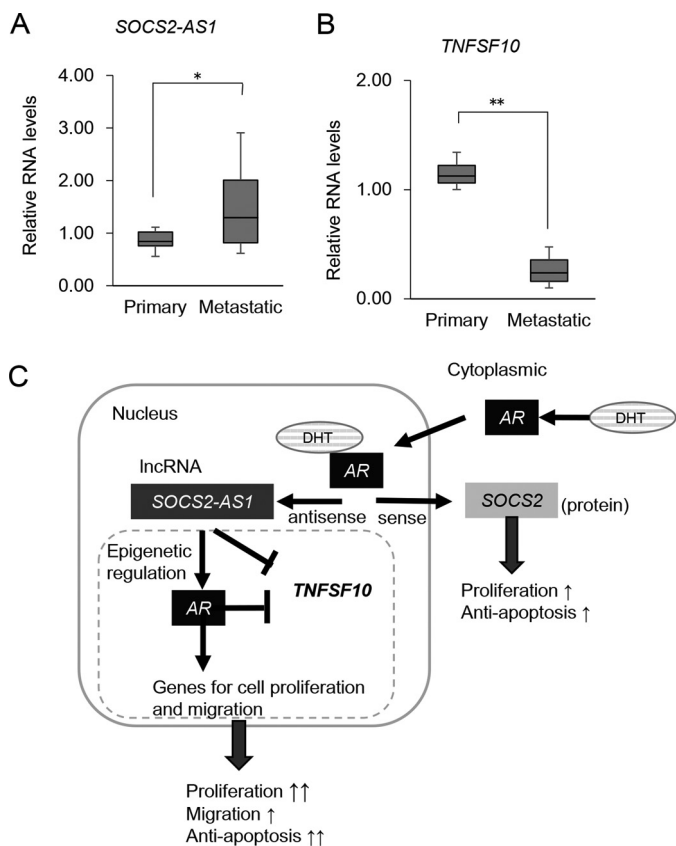 A
SOCS2-AS1
Relative RNA levels
4.00
3.00
2.00
1.00
0.00
*
Primary
Metastatic
B
TNFSF10
Relative RNA levels
2.00
1.00
0.00
**
Primary
Metastatic
C
Cytoplasmic
Nucleus
DHT
AR
DHT
AR
lncRNA
SOCS2-AS1
antisense
sense
SOCS2
(protein)
Epigenetic
regulation
TNFSF10
AR
Proliferation ↑
Anti-apoptosis ↑
Genes for cell proliferation
and migration
Proliferation ↑↑
Migration ↑
Anti-apoptosis ↑↑